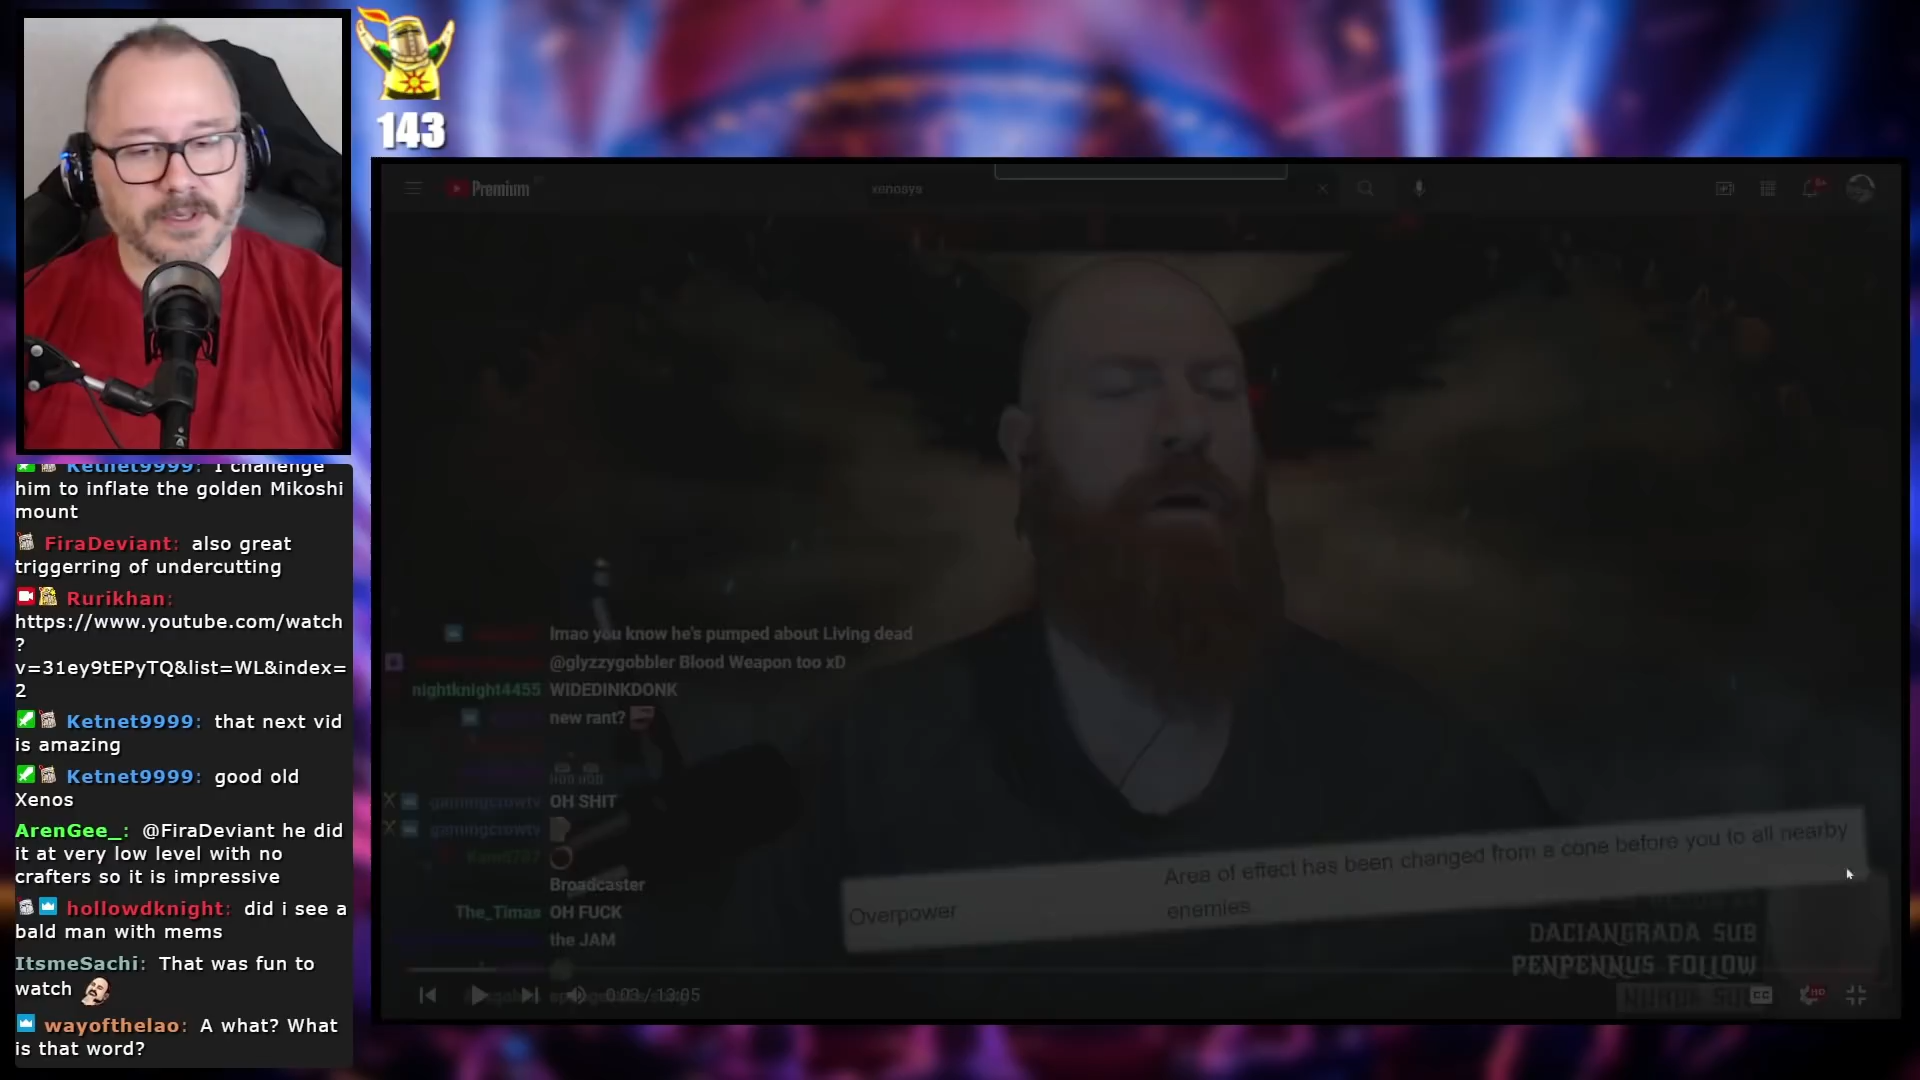 143
Premium
xenosys
Ketnet9999: I challenge
him to inflate the golden Mikoshi
mount
FiraDeviant: also great
triggerring of undercutting
Rurikhan:
https://www.youtube.com/watch
?
v=31ey9tEPyTQ&list=WL&index=
2
Ketnet9999: that next vid
is amazing
Ketnet9999: good old
Xenos
ArenGee_: @FiraDeviant he did
it at very low level with no
crafters so it is impressive
hollowdknight: did i see a
bald man with mems
ItsmeSachi: That was fun to
watch
wayofthelao: A what? What
is that word?
lmao you know he's pumped about Living dead
@glyzzygobbler Blood Weapon too xD
nightknight4455 WIDEDINKDONK
new rant?
gamingcrowtv OH SHIT
gamingcrowtv
Broadcaster
The_Timas OH FUCK
the JAM
Overpower
Area of effect has been changed from a cone before you to all nearby
enemies.
DACIANGRADA SUB
PENPENNUS FOLLOW
0:03 / 13:05
CC
HD